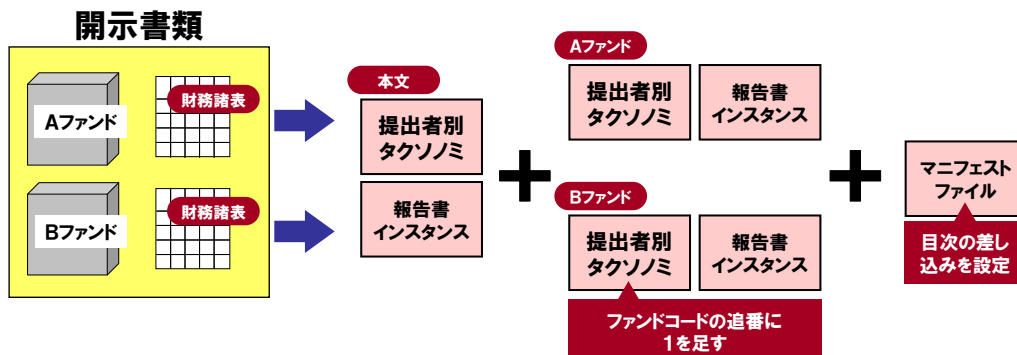 開示書類
Aファンド
財務諸表
Bファンド
財務諸表
本文
提出者別
タクソノミ
報告書
インスタンス
Aファンド
提出者別
タクソノミ
報告書
インスタンス
Bファンド
提出者別
タクソノミ
報告書
インスタンス
ファンドコードの追番に
1を足す
マニフェスト
ファイル
目次の差し
込みを設定